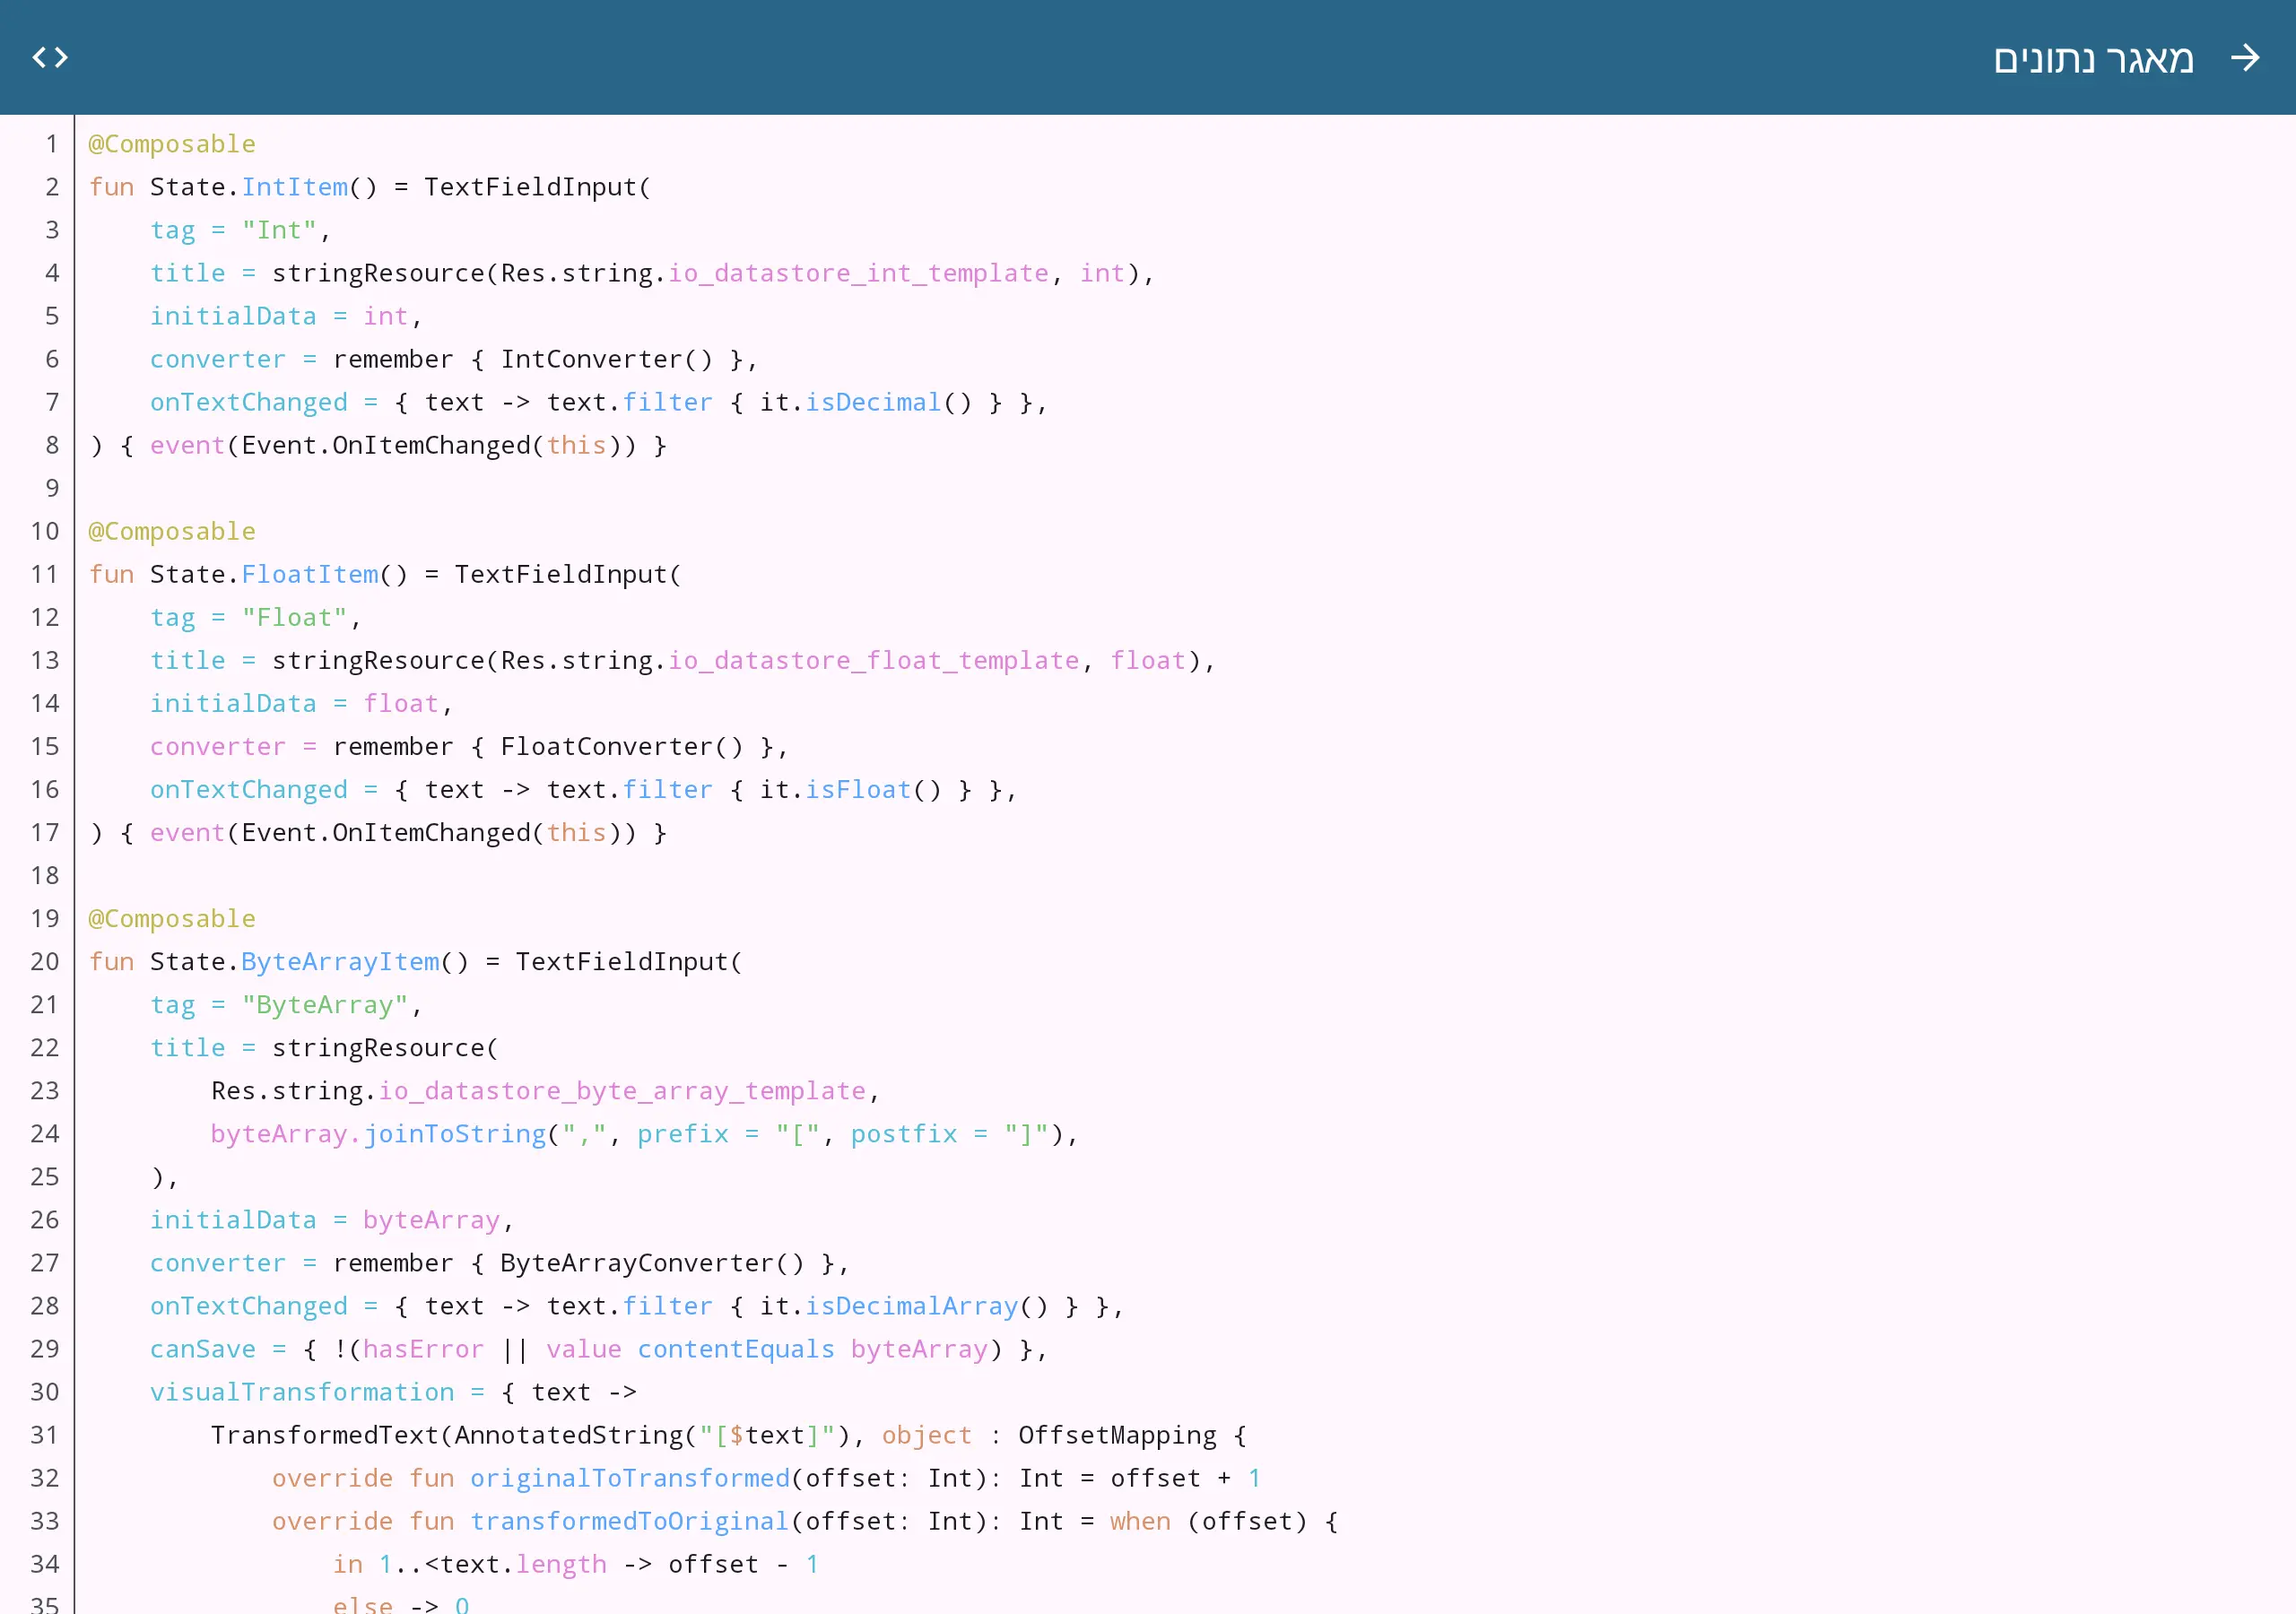 מאגר נתונים
1 @Composable
2 fun State.IntItem() = TextFieldInput(
3     tag = "Int",
4     title = stringResource(Res.string.io_datastore_int_template, int),
5     initialData = int,
6     converter = remember { IntConverter() },
7     onTextChanged = { text -> text.filter { it.isDecimal() } },
8 ) { event(Event.OnItemChanged(this)) }
9
10 @Composable
11 fun State.FloatItem() = TextFieldInput(
12     tag = "Float",
13     title = stringResource(Res.string.io_datastore_float_template, float),
14     initialData = float,
15     converter = remember { FloatConverter() },
16     onTextChanged = { text -> text.filter { it.isFloat() } },
17 ) { event(Event.OnItemChanged(this)) }
18
19 @Composable
20 fun State.ByteArrayItem() = TextFieldInput(
21     tag = "ByteArray",
22     title = stringResource(
23         Res.string.io_datastore_byte_array_template,
24         byteArray.joinToString(",", prefix = "[", postfix = "]"),
25     ),
26     initialData = byteArray,
27     converter = remember { ByteArrayConverter() },
28     onTextChanged = { text -> text.filter { it.isDecimalArray() } },
29     canSave = { !(hasError || value contentEquals byteArray) },
30     visualTransformation = { text ->
31         TransformedText(AnnotatedString("[$text]"), object : OffsetMapping {
32             override fun originalToTransformed(offset: Int): Int = offset + 1
33             override fun transformedToOriginal(offset: Int): Int = when (offset) {
34                 in 1..<text.length -> offset - 1
35                 else -> 0